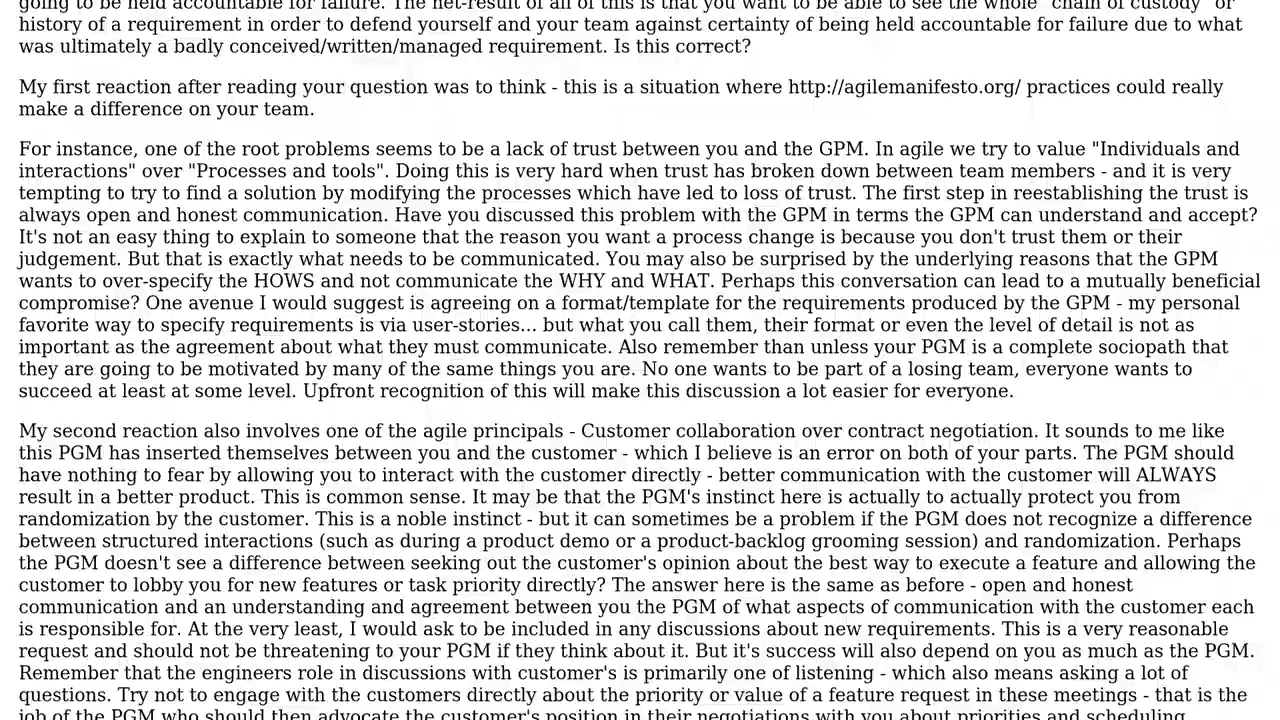 going to be held accountable for failure. The net-result of all of this is that you want to be able to see the whole "chain of custody" or
history of a requirement in order to defend yourself and your team against certainty of being held accountable for failure due to what
was ultimately a badly conceived/written/managed requirement. Is this correct?
My first reaction after reading your question was to think - this is a situation where http://agilemanifesto.org/ practices could really
make a difference on your team.
For instance, one of the root problems seems to be a lack of trust between you and the GPM. In agile we try to value "Individuals and
interactions" over "Processes and tools". Doing this is very hard when trust has broken down between team members - and it is very
tempting to try to find a solution by modifying the processes which have led to loss of trust. The first step in reestablishing the trust is
always open and honest communication. Have you discussed this problem with the GPM in terms the GPM can understand and accept?
It's not an easy thing to explain to someone that the reason you want a process change is because you don't trust them or their
judgement. But that is exactly what needs to be communicated. You may also be surprised by the underlying reasons that the GPM
wants to over-specify the HOWS and not communicate the WHY and WHAT. Perhaps this conversation can lead to a mutually beneficial
compromise? One avenue I would suggest is agreeing on a format/template for the requirements produced by the GPM - my personal
favorite way to specify requirements is via user-stories... but what you call them, their format or even the level of detail is not as
important as the agreement about what they must communicate. Also remember than unless your PGM is a complete sociopath that
they are going to be motivated by many of the same things you are. No one wants to be part of a losing team, everyone wants to
succeed at least at some level. Upfront recognition of this will make this discussion a lot easier for everyone.
My second reaction also involves one of the agile principals - Customer collaboration over contract negotiation. It sounds to me like
this PGM has inserted themselves between you and the customer - which I believe is an error on both of your parts. The PGM should
have nothing to fear by allowing you to interact with the customer directly - better communication with the customer will ALWAYS
result in a better product. This is common sense. It may be that the PGM's instinct here is actually to actually protect you from
randomization by the customer. This is a noble instinct - but it can sometimes be a problem if the PGM does not recognize a difference
between structured interactions (such as during a product demo or a product-backlog grooming session) and randomization. Perhaps
the PGM doesn't see a difference between seeking out the customer's opinion about the best way to execute a feature and allowing the
customer to lobby you for new features or task priority directly? The answer here is the same as before - open and honest
communication and an understanding and agreement between you the PGM of what aspects of communication with the customer each
is responsible for. At the very least, I would ask to be included in any discussions about new requirements. This is a very reasonable
request and should not be threatening to your PGM if they think about it. But it's success will also depend on you as much as the PGM.
Remember that the engineers role in discussions with customer's is primarily one of listening - which also means asking a lot of
questions. Try not to engage with the customers directly about the priority or value of a feature request in these meetings - that is the
job of the PGM who should then advocate the customer's position in their negotiations with you about priorities and scheduling.